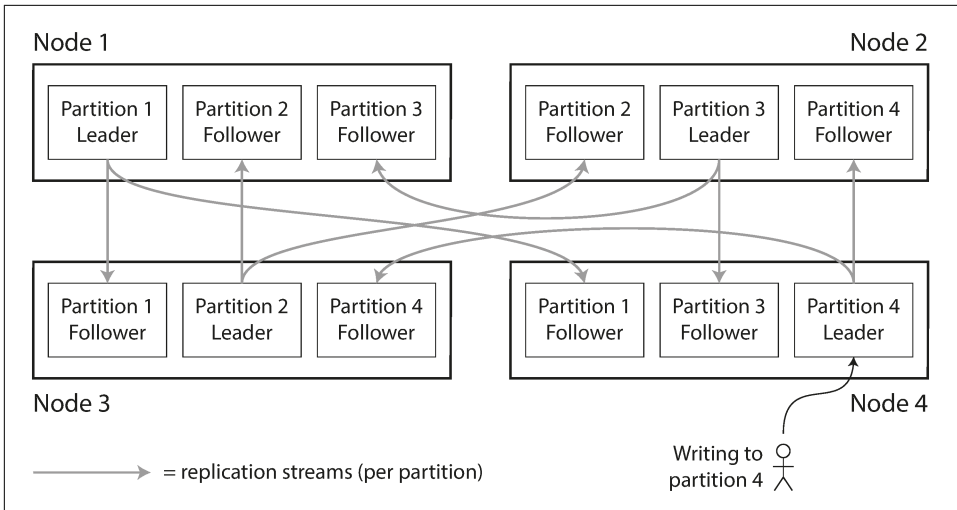 Node 1
Node 2
Partition 1
Leader
Partition 2
Follower
Partition 3
Follower
Partition 2
Follower
Partition 3
Leader
Partition 4
Follower
Partition 1
Follower
Partition 2
Leader
Partition 4
Follower
Partition 1
Follower
Partition 3
Follower
Partition 4
Leader
Node 3
Node 4
= replication streams (per partition)
Writing to
partition 4